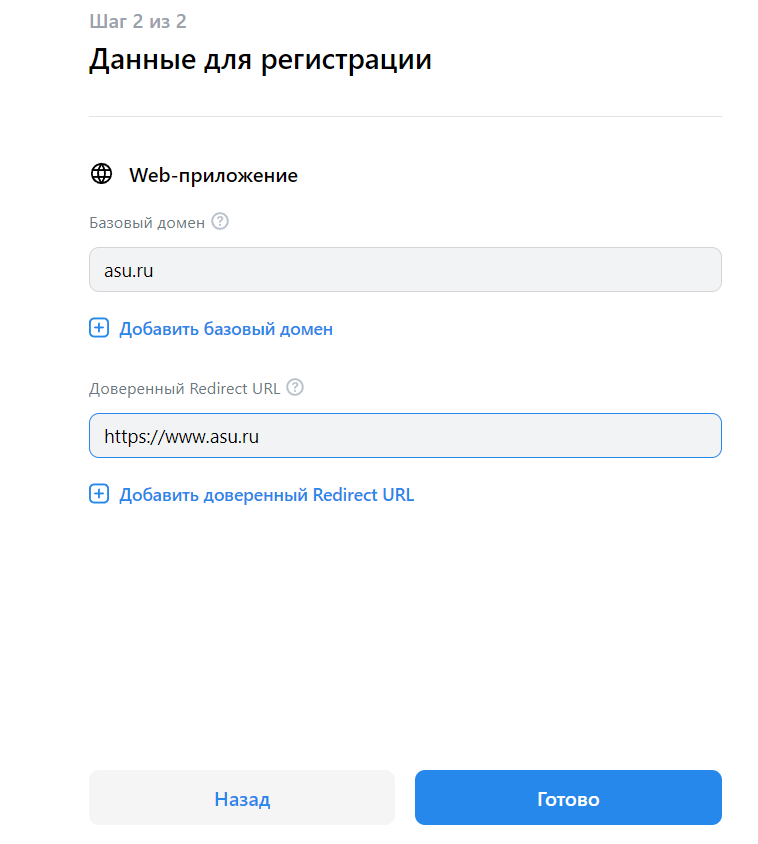 Шаг 2 из 2
Данные для регистрации
Web-приложение
Базовый домен ?
asu.ru
+ Добавить базовый домен
Доверенный Redirect URL ?
https://www.asu.ru
+ Добавить доверенный Redirect URL
Назад
Готово